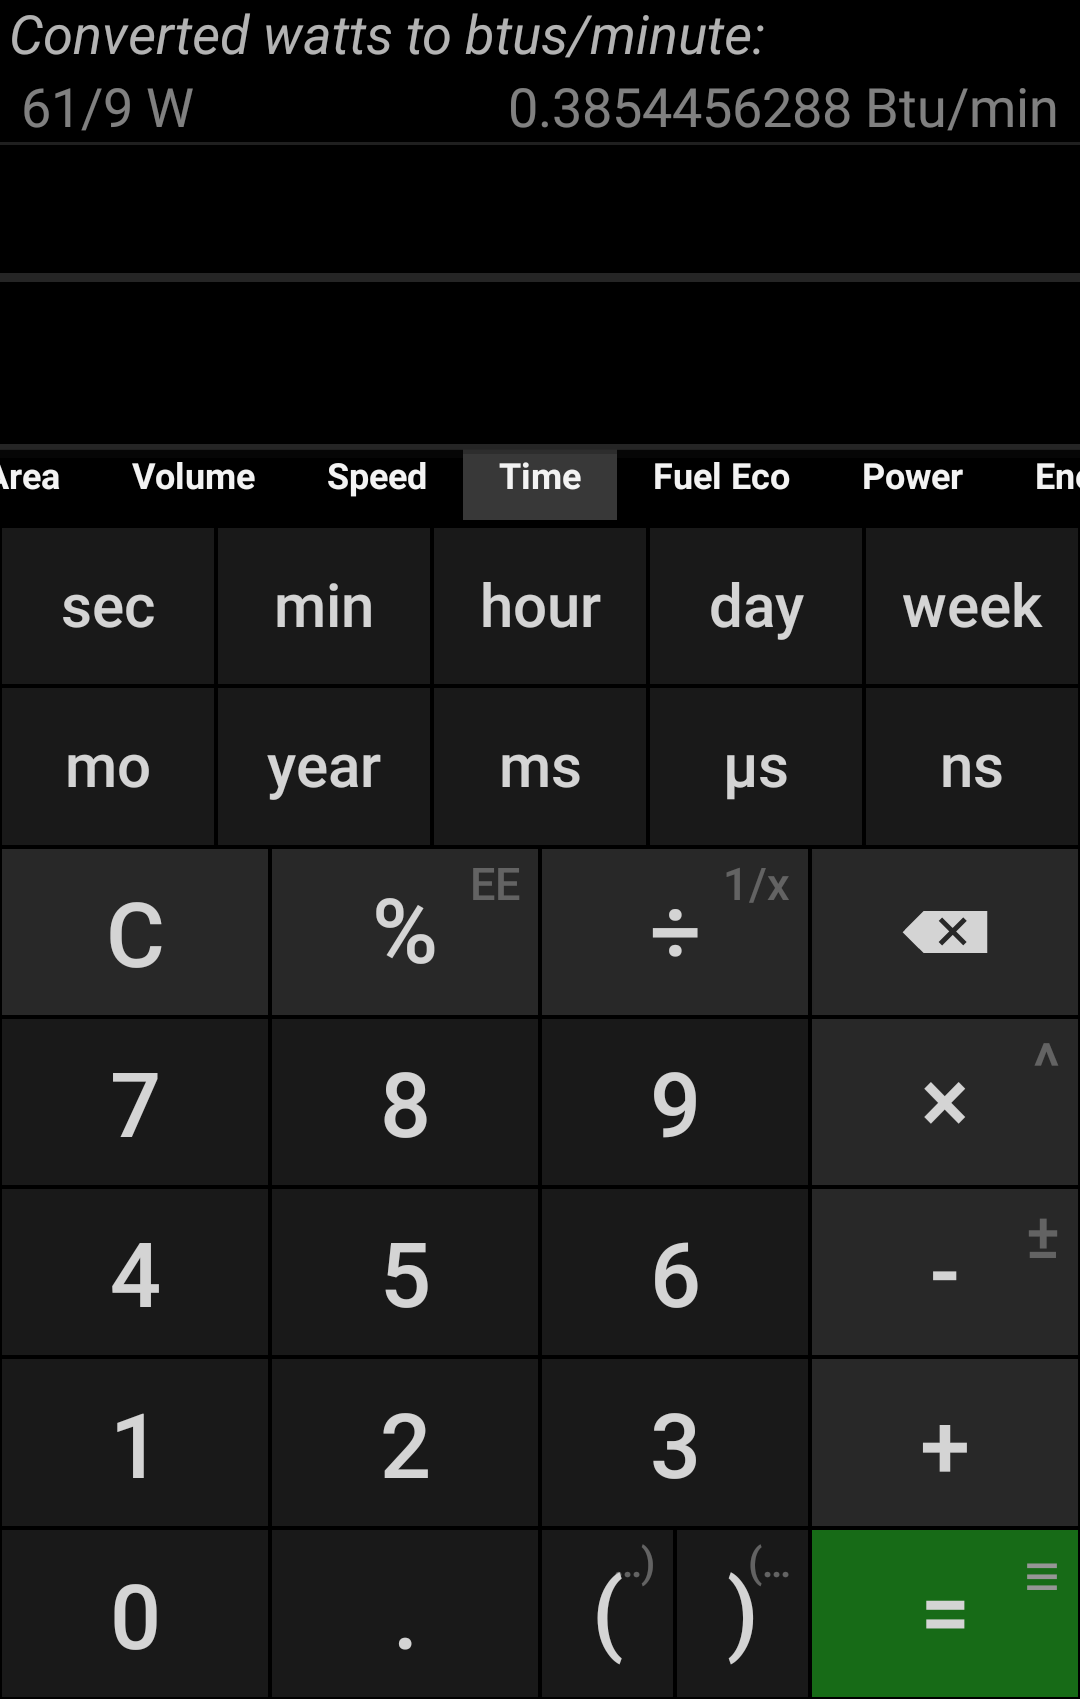 Converted watts to btus/minute:
61/9 W 0.3854456288 Btu/min
Area Volume Speed Time Fuel Eco Power
sec min hour day week
mo year ms µs ns
C % EE ÷ 1/x
7 8 9 × ^
4 5 6 - ±
1 2 3 +
0 . ( ..) ) (... = ≡